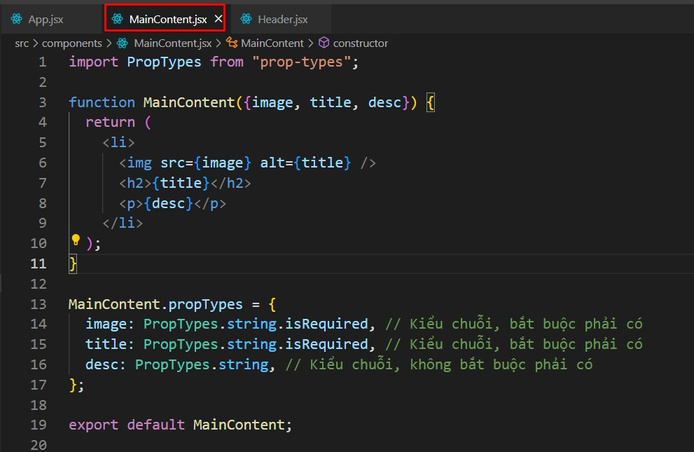 App.jsx MainContent.jsx Header.jsx
src > components > MainContent.jsx > MainContent > constructor
1 import PropTypes from "prop-types";
2
3 function MainContent({image, title, desc}) {
4 return (
5 <li>
6 <img src={image} alt={title} />
7 <h2>{title}</h2>
8 <p>{desc}</p>
9 </li>
10 );
11 }
12
13 MainContent.propTypes = {
14 image: PropTypes.string.isRequired, // Kiểu chuỗi, bắt buộc phải có
15 title: PropTypes.string.isRequired, // Kiểu chuỗi, bắt buộc phải có
16 desc: PropTypes.string, // Kiểu chuỗi, không bắt buộc phải có
17 };
18
19 export default MainContent;
20